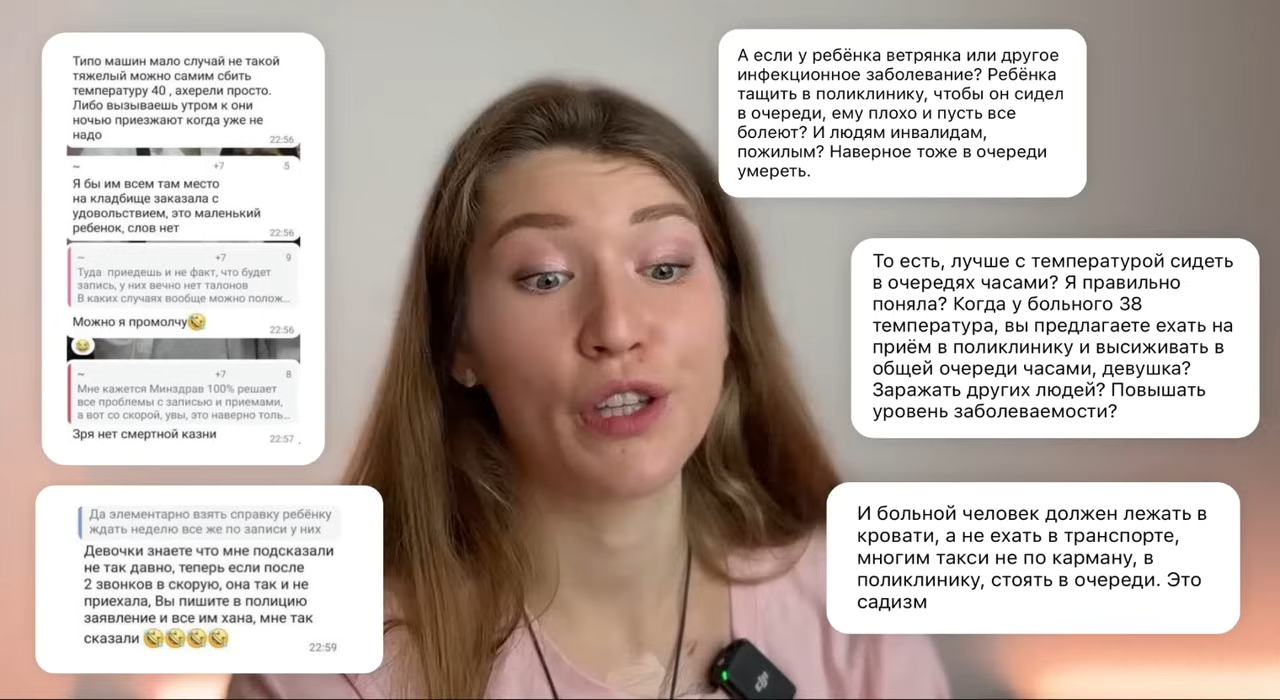 Типо машин мало случай не такой
тяжелый можно самим сбить
температуру 40 , ахерели просто.
Либо вызываешь утром к они
ночью приезжают когда уже не
надо
22:56
~ +7 5
Я бы им всем там место
на кладбище заказала с
удовольствием, это маленький
ребенок, слов нет
22:56
~ +7 9
Туда приедешь и не факт, что будет
запись, у них вечно нет талонов
В каких случаях вообще можно полож...
Можно я промолчу🤣
22:56
😂
~ +7 8
Мне кажется Минздрав 100% решает
все проблемы с записью и приемами,
а вот со скорой, увы, это наверно толь...
Зря нет смертной казни
22:57
Да элементарно взять справку ребёнку
ждать неделю все же по записи у них
Девочки знаете что мне подсказали
не так давно, теперь если после
2 звонков в скорую, она так и не
приехала, Вы пишите в полицию
заявление и все им хана, мне так
сказали 🤣🤣🤣🤣
22:59
А если у ребёнка ветрянка или другое
инфекционное заболевание? Ребёнка
тащить в поликлинику, чтобы он сидел
в очереди, ему плохо и пусть все
болеют? И людям инвалидам,
пожилым? Наверное тоже в очереди
умереть.
То есть, лучше с температурой сидеть
в очередях часами? Я правильно
поняла? Когда у больного 38
температура, вы предлагаете ехать на
приём в поликлинику и высиживать в
общей очереди часами, девушка?
Заражать других людей? Повышать
уровень заболеваемости?
И больной человек должен лежать в
кровати, а не ехать в транспорте,
многим такси не по карману, в
поликлинику, стоять в очереди. Это
садизм
dji